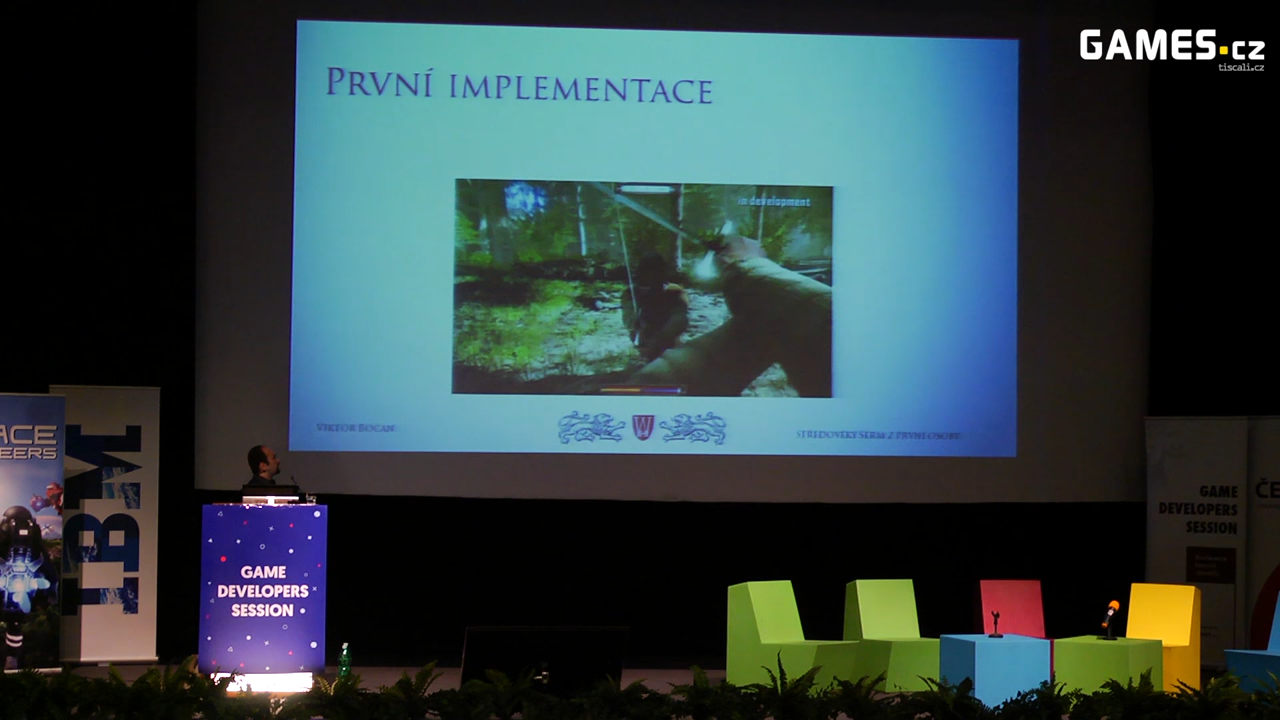 GAMES.cz
tiscali.cz
PRVNÍ IMPLEMENTACE
in development
VIKTOR BOCAN
STŘEDOVĚKÝ ŠERM Z PRVNÍ OSOBY
W
ACE
EERS
IBM
GAME
DEVELOPERS
SESSION
GAME
DEVELOPERS
SESSION
ČE